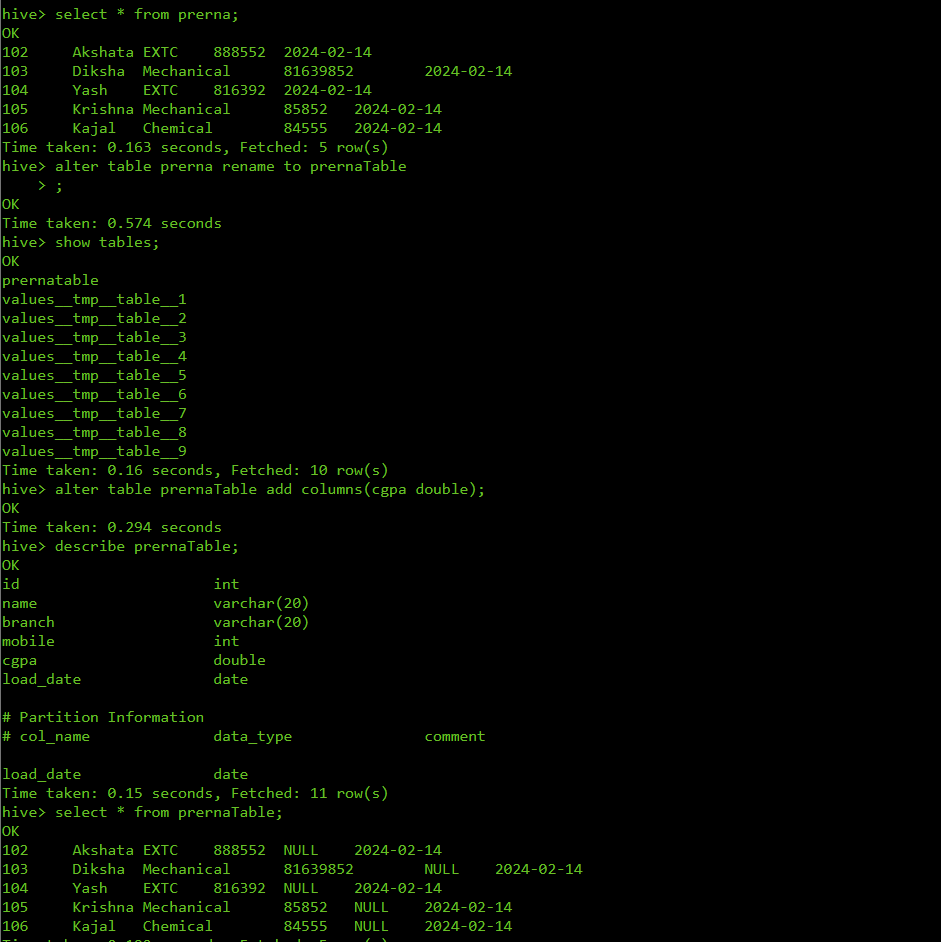 hive> select * from prerna;
OK
102     Akshata EXTC    888552  2024-02-14
103     Diksha  Mechanical      81639852        2024-02-14
104     Yash    EXTC    816392  2024-02-14
105     Krishna Mechanical      85852   2024-02-14
106     Kajal   Chemical        84555   2024-02-14
Time taken: 0.163 seconds, Fetched: 5 row(s)
hive> alter table prerna rename to prernaTable
    > ;
OK
Time taken: 0.574 seconds
hive> show tables;
OK
prernatable
values__tmp__table__1
values__tmp__table__2
values__tmp__table__3
values__tmp__table__4
values__tmp__table__5
values__tmp__table__6
values__tmp__table__7
values__tmp__table__8
values__tmp__table__9
Time taken: 0.16 seconds, Fetched: 10 row(s)
hive> alter table prernaTable add columns(cgpa double);
OK
Time taken: 0.294 seconds
hive> describe prernaTable;
OK
id                      int
name                    varchar(20)
branch                  varchar(20)
mobile                  int
cgpa                    double
load_date               date
# Partition Information
# col_name              data_type               comment
load_date               date
Time taken: 0.15 seconds, Fetched: 11 row(s)
hive> select * from prernaTable;
OK
102     Akshata EXTC    888552  NULL    2024-02-14
103     Diksha  Mechanical      81639852        NULL    2024-02-14
104     Yash    EXTC    816392  NULL    2024-02-14
105     Krishna Mechanical      85852   NULL    2024-02-14
106     Kajal   Chemical        84555   NULL    2024-02-14